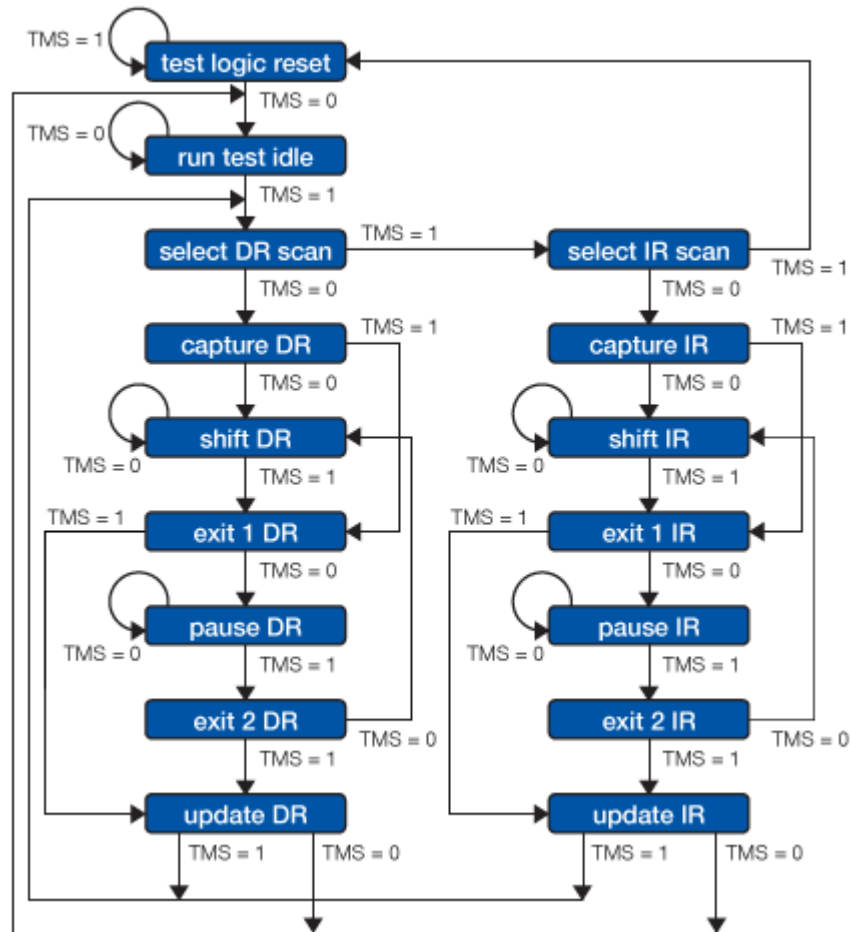 TMS = 1
test logic reset
TMS = 0
TMS = 0
run test idle
TMS = 1
select DR scan
TMS = 1
select IR scan
TMS = 1
TMS = 0
TMS = 0
capture DR
TMS = 1
capture IR
TMS = 1
TMS = 0
TMS = 0
shift DR
shift IR
TMS = 0
TMS = 1
TMS = 0
TMS = 1
TMS = 1
exit 1 DR
TMS = 1
exit 1 IR
TMS = 0
TMS = 0
pause DR
pause IR
TMS = 0
TMS = 1
TMS = 0
TMS = 1
exit 2 DR
TMS = 0
exit 2 IR
TMS = 0
TMS = 1
TMS = 1
update DR
update IR
TMS = 1
TMS = 0
TMS = 1
TMS = 0